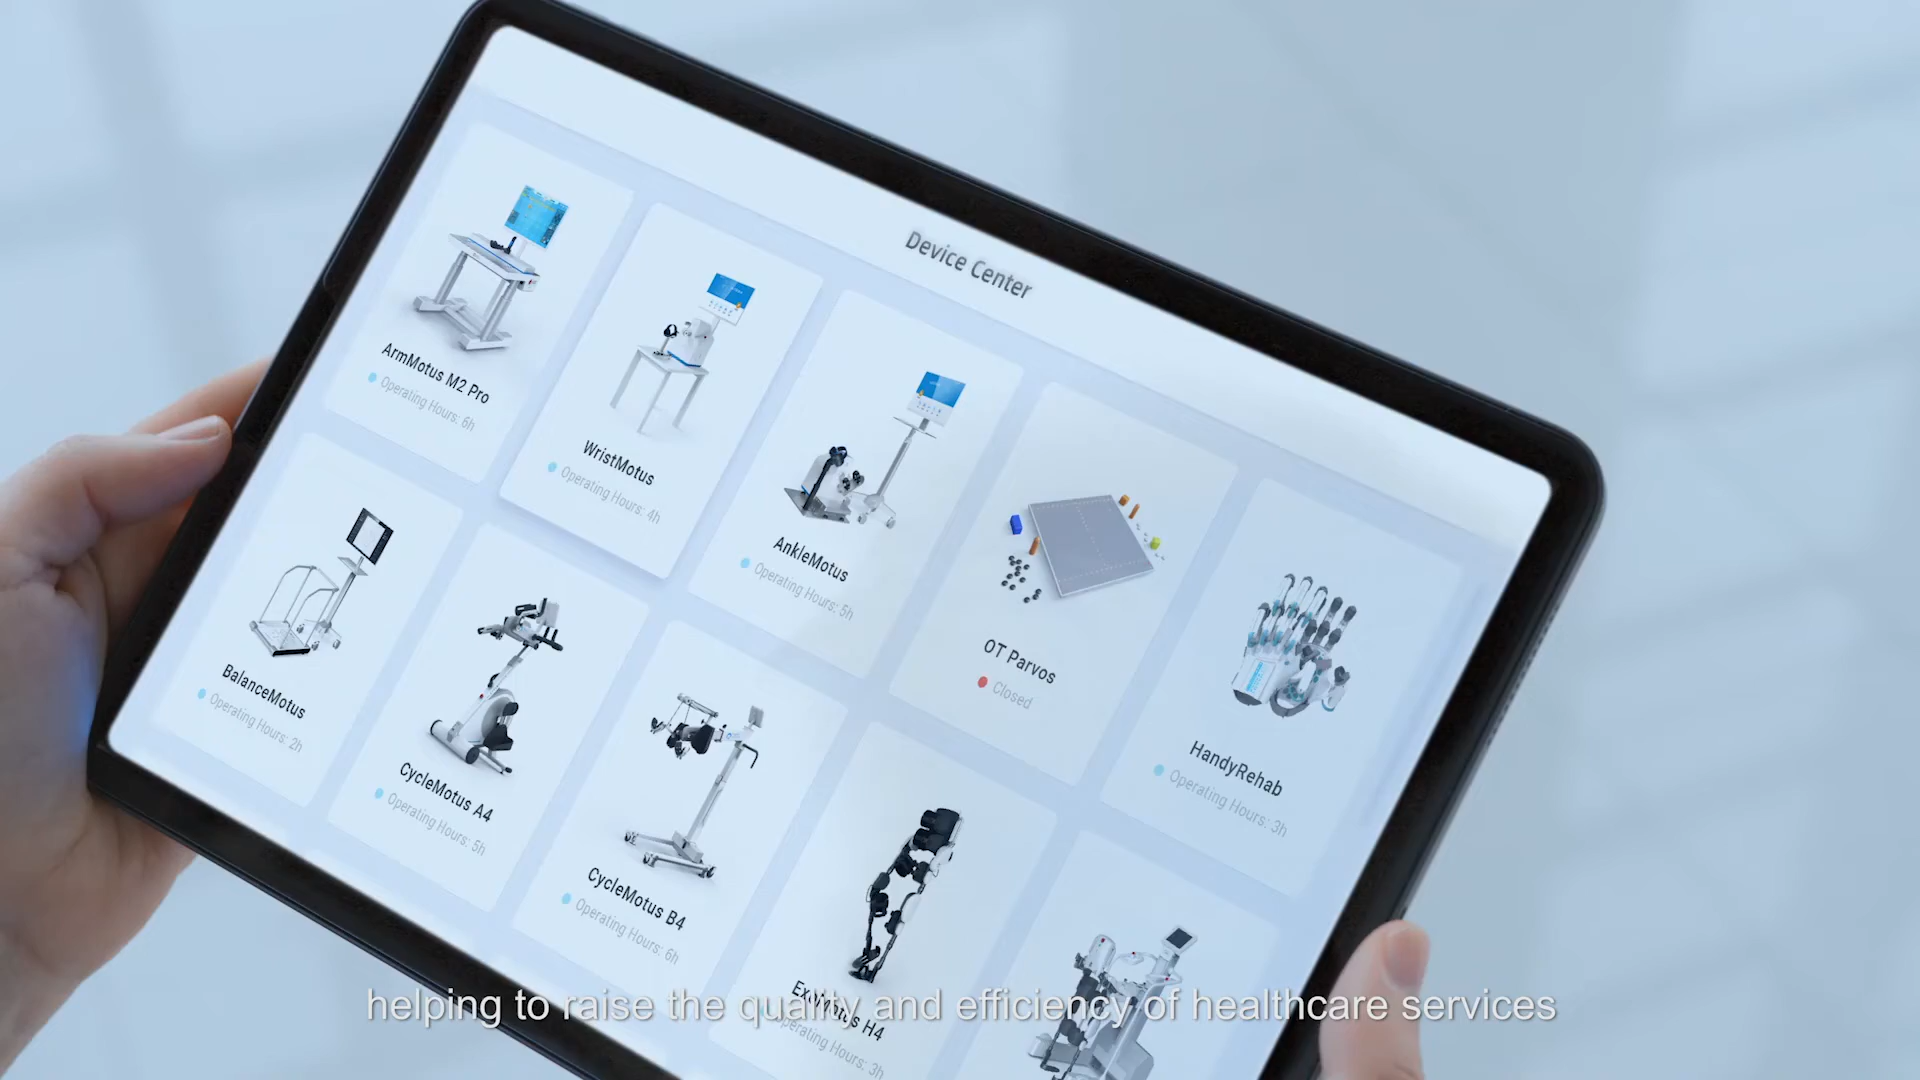 Device Center
ArmMotus M2 Pro
Operating Hours: 6h
WristMotus
Operating Hours: 4h
AnkleMotus
Operating Hours: 5h
OT Parvos
Closed
HandyRehab
Operating Hours: 3h
BalanceMotus
Operating Hours: 2h
CycleMotus A4
Operating Hours: 5h
CycleMotus B4
Operating Hours: 6h
ExoMotus H4
Operating Hours: 3h
helping to raise the quality and efficiency of healthcare services